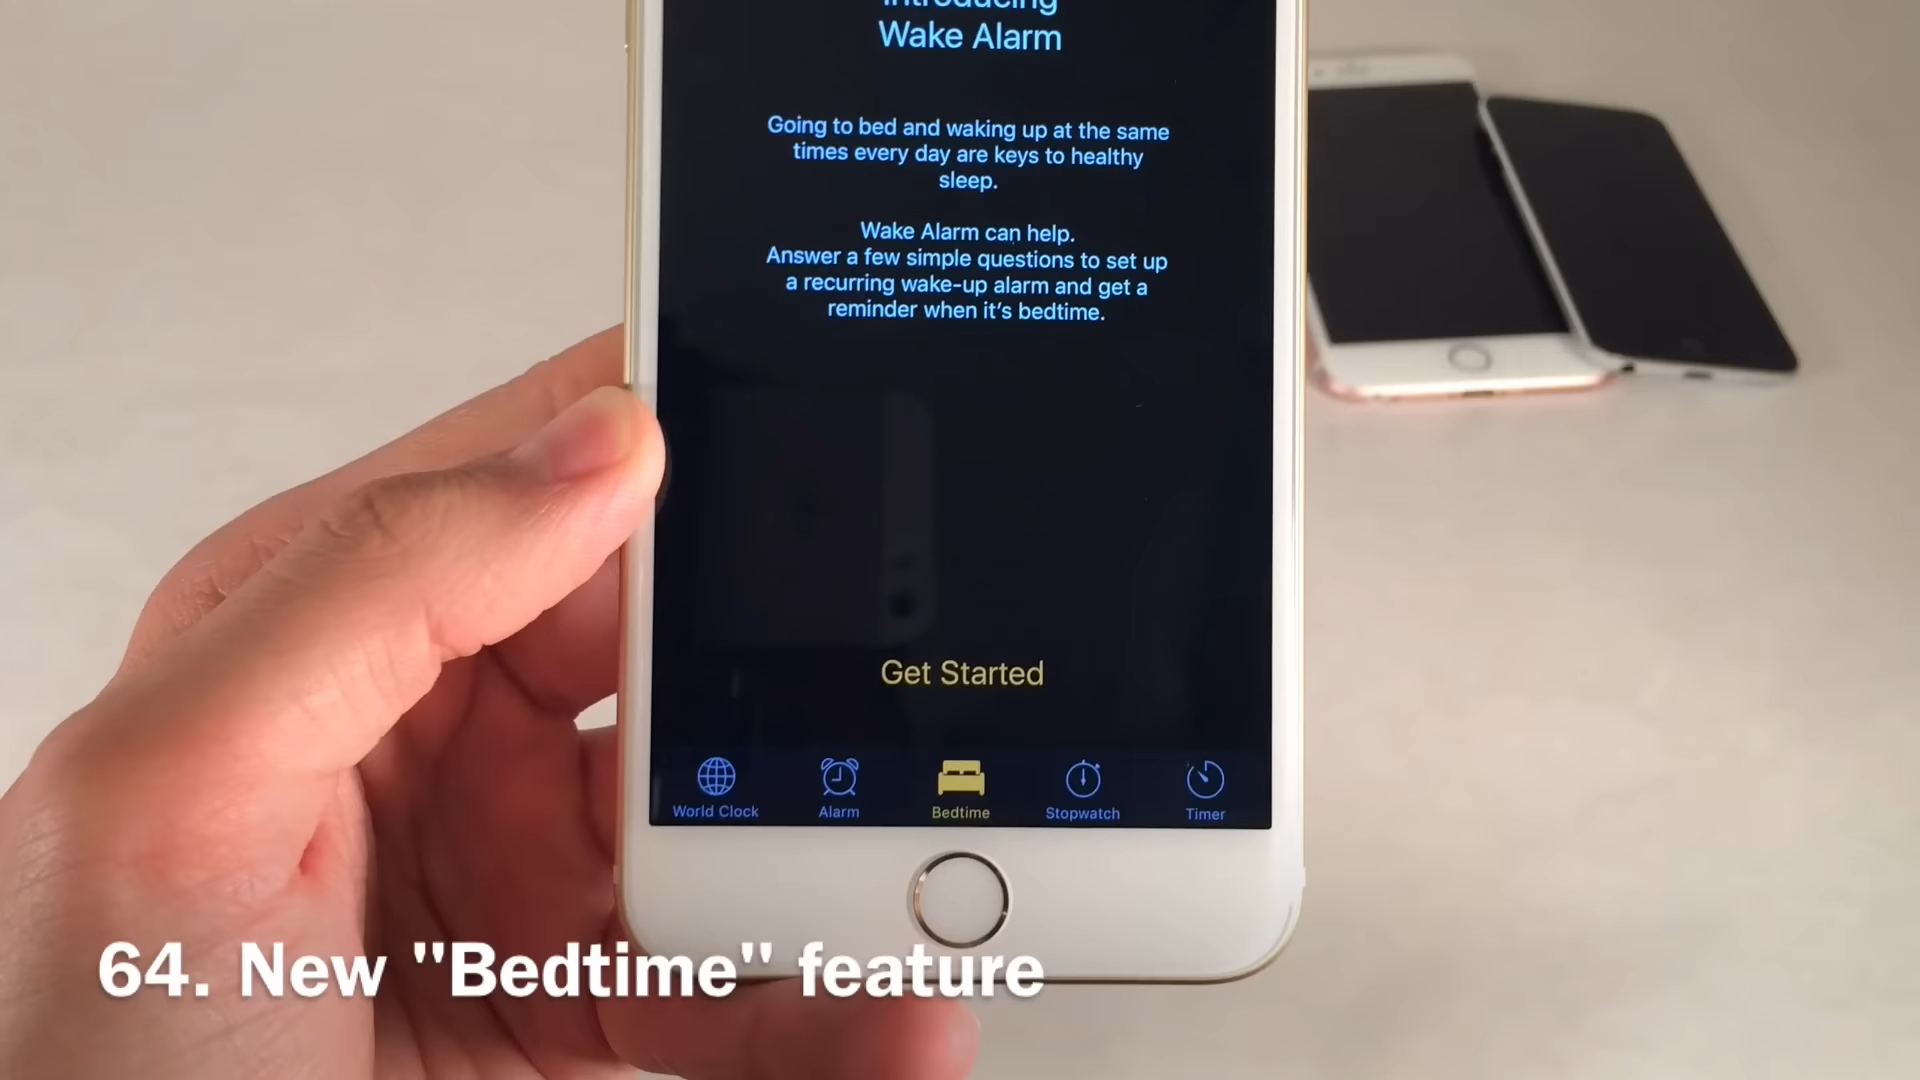 Introducing
Wake Alarm
Going to bed and waking up at the same
times every day are keys to healthy
sleep.
Wake Alarm can help.
Answer a few simple questions to set up
a recurring wake-up alarm and get a
reminder when it's bedtime.
Get Started
World Clock
Alarm
Bedtime
Stopwatch
Timer
64. New "Bedtime" feature